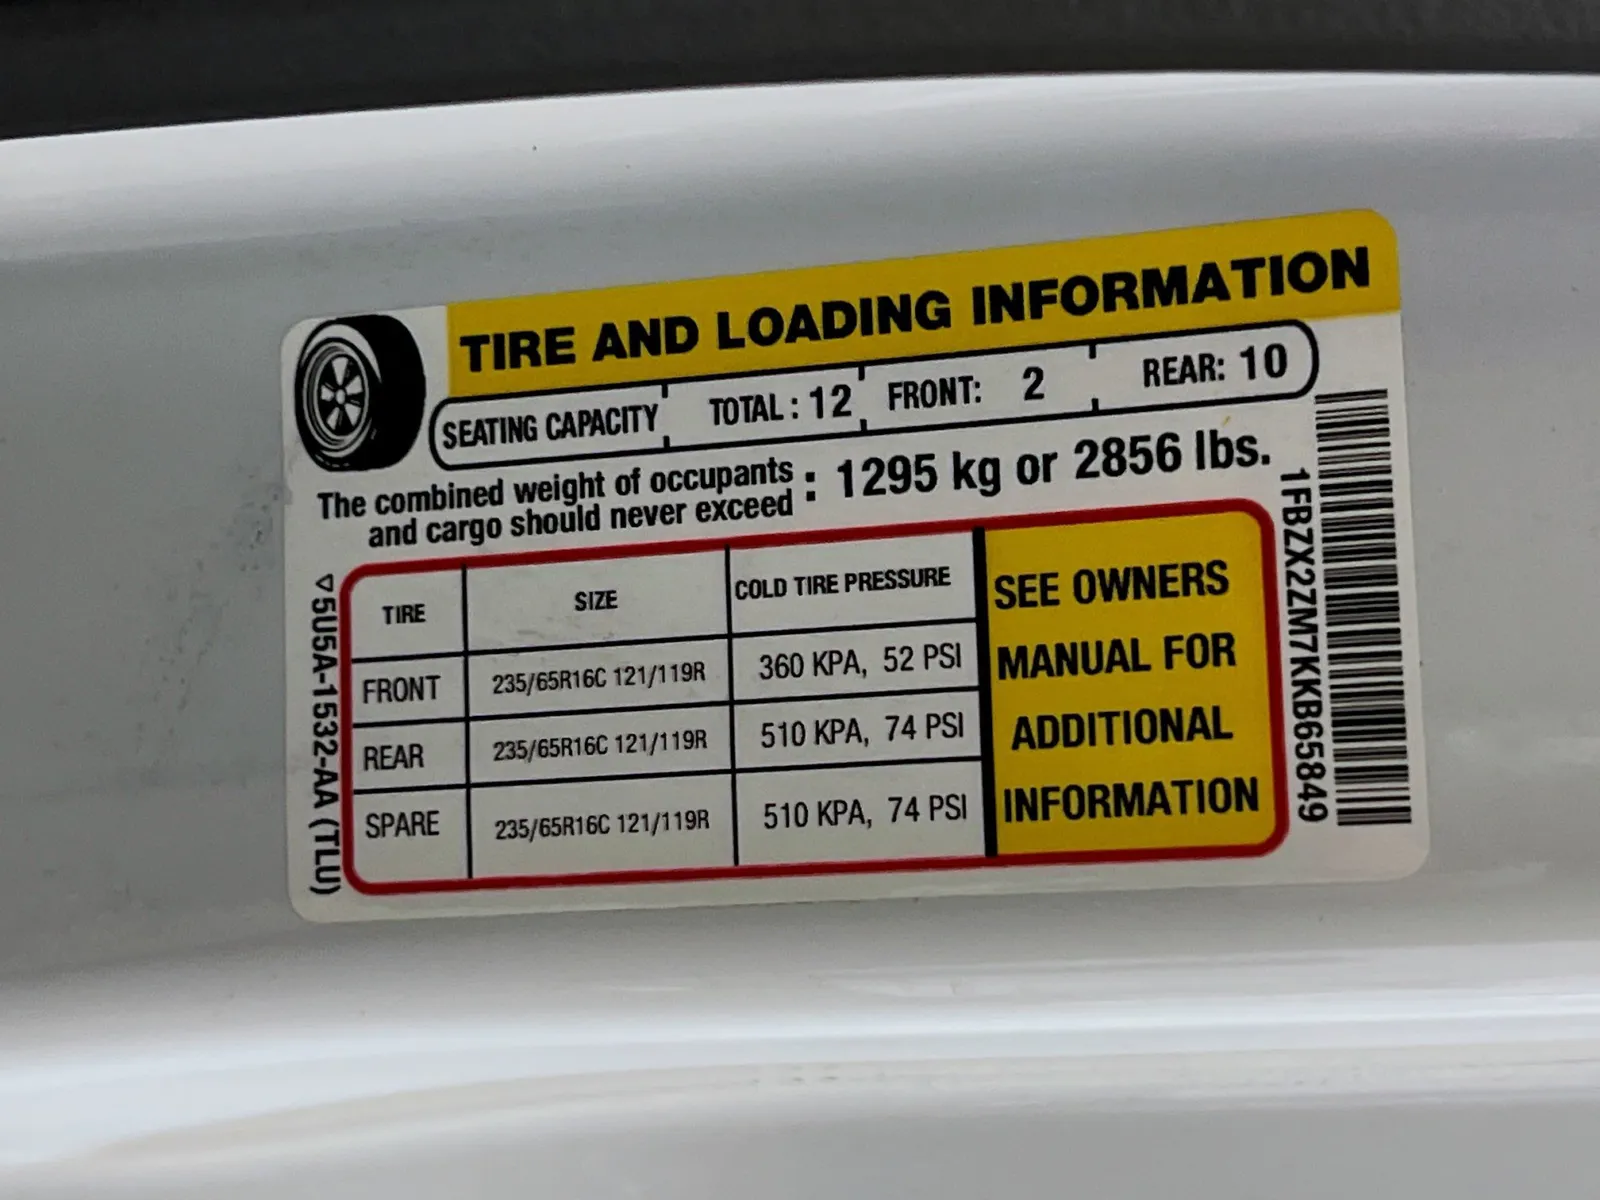 TIRE AND LOADING INFORMATION
SEATING CAPACITY TOTAL : 12 FRONT: 2 REAR: 10
The combined weight of occupants
and cargo should never exceed : 1295 kg or 2856 lbs.
TIRE SIZE COLD TIRE PRESSURE
FRONT 235/65R16C 121/119R 360 KPA, 52 PSI
REAR 235/65R16C 121/119R 510 KPA, 74 PSI
SPARE 235/65R16C 121/119R 510 KPA, 74 PSI
SEE OWNERS
MANUAL FOR
ADDITIONAL
INFORMATION
▽5U5A-1532-AA (TLU)
1FBZX2ZM7KKB65849